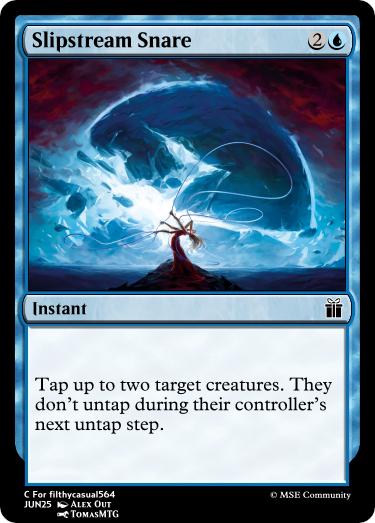 Slipstream Snare 2
Instant
Tap up to two target creatures. They
don't untap during their controller's
next untap step.
C For filthycasual564
JUN25 Alex Out © MSE Community
TomasMTG